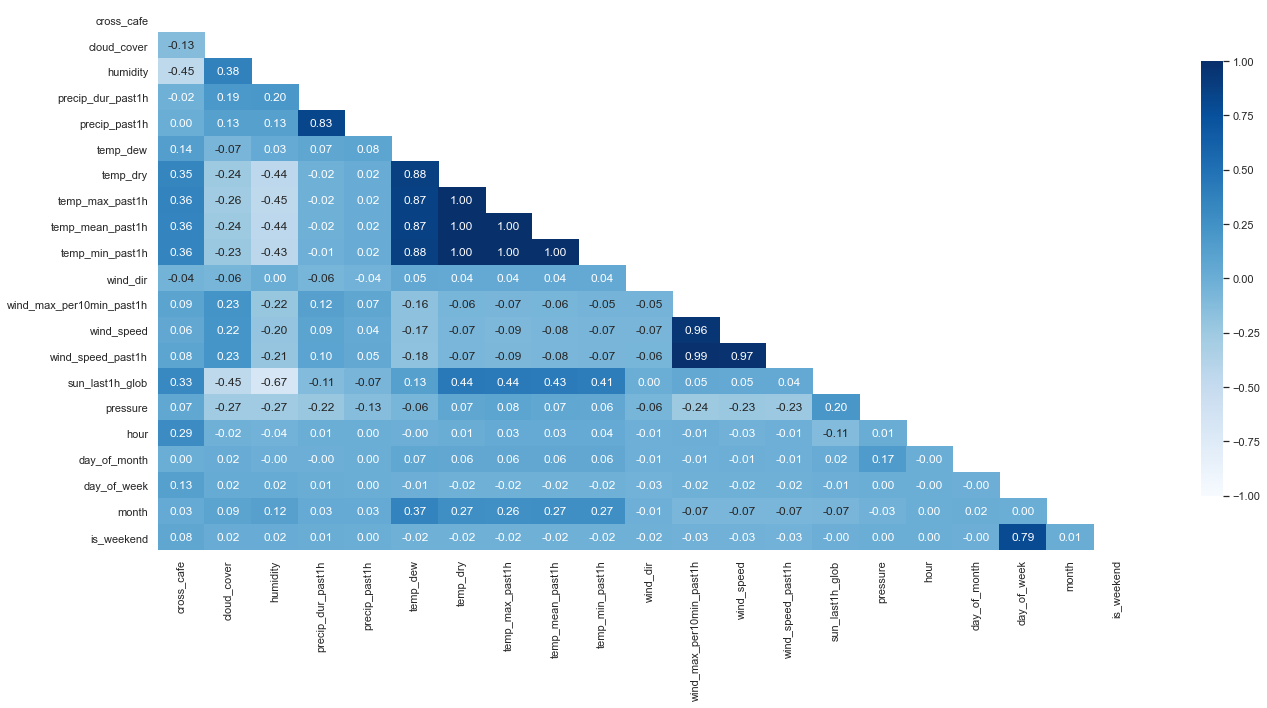 cross_cafe
cloud_cover -0.13
humidity -0.45 0.38
precip_dur_past1h -0.02 0.19 0.20
precip_past1h 0.00 0.13 0.13 0.83
temp_dew 0.14 -0.07 0.03 0.07 0.08
temp_dry 0.35 -0.24 -0.44 -0.02 0.02 0.88
temp_max_past1h 0.36 -0.26 -0.45 -0.02 0.02 0.87 1.00
temp_mean_past1h 0.36 -0.24 -0.44 -0.02 0.02 0.87 1.00 1.00
temp_min_past1h 0.36 -0.23 -0.43 -0.01 0.02 0.88 1.00 1.00 1.00
wind_dir -0.04 -0.06 0.00 -0.06 -0.04 0.05 0.04 0.04 0.04 0.04
wind_max_per10min_past1h 0.09 0.23 -0.22 0.12 0.07 -0.16 -0.06 -0.07 -0.06 -0.05 -0.05
wind_speed 0.06 0.22 -0.20 0.09 0.04 -0.17 -0.07 -0.09 -0.08 -0.07 -0.07 0.96
wind_speed_past1h 0.08 0.23 -0.21 0.10 0.05 -0.18 -0.07 -0.09 -0.08 -0.07 -0.06 0.99 0.97
sun_last1h_glob 0.33 -0.45 -0.67 -0.11 -0.07 0.13 0.44 0.44 0.43 0.41 0.00 0.05 0.05 0.04
pressure 0.07 -0.27 -0.27 -0.22 -0.13 -0.06 0.07 0.08 0.07 0.06 -0.06 -0.24 -0.23 -0.23 0.20
hour 0.29 -0.02 -0.04 0.01 0.00 -0.00 0.01 0.03 0.03 0.04 -0.01 -0.01 -0.03 -0.01 -0.11 0.01
day_of_month 0.00 0.02 -0.00 -0.00 0.00 0.07 0.06 0.06 0.06 0.06 -0.01 -0.01 -0.01 -0.01 0.02 0.17 -0.00
day_of_week 0.13 0.02 0.02 0.01 0.00 -0.01 -0.02 -0.02 -0.02 -0.02 -0.03 -0.02 -0.02 -0.02 -0.01 0.00 -0.00 -0.00
month 0.03 0.09 0.12 0.03 0.03 0.37 0.27 0.26 0.27 0.27 -0.01 -0.07 -0.07 -0.07 -0.07 -0.03 0.00 0.02 0.00
is_weekend 0.08 0.02 0.02 0.01 0.00 -0.02 -0.02 -0.02 -0.02 -0.02 -0.02 -0.03 -0.03 -0.03 -0.00 0.00 0.00 -0.00 0.79 0.01
cross_cafe
cloud_cover
humidity
precip_dur_past1h
precip_past1h
temp_dew
temp_dry
temp_max_past1h
temp_mean_past1h
temp_min_past1h
wind_dir
wind_max_per10min_past1h
wind_speed
wind_speed_past1h
sun_last1h_glob
pressure
hour
day_of_month
day_of_week
month
is_weekend
1.00
0.75
0.50
0.25
0.00
-0.25
-0.50
-0.75
-1.00